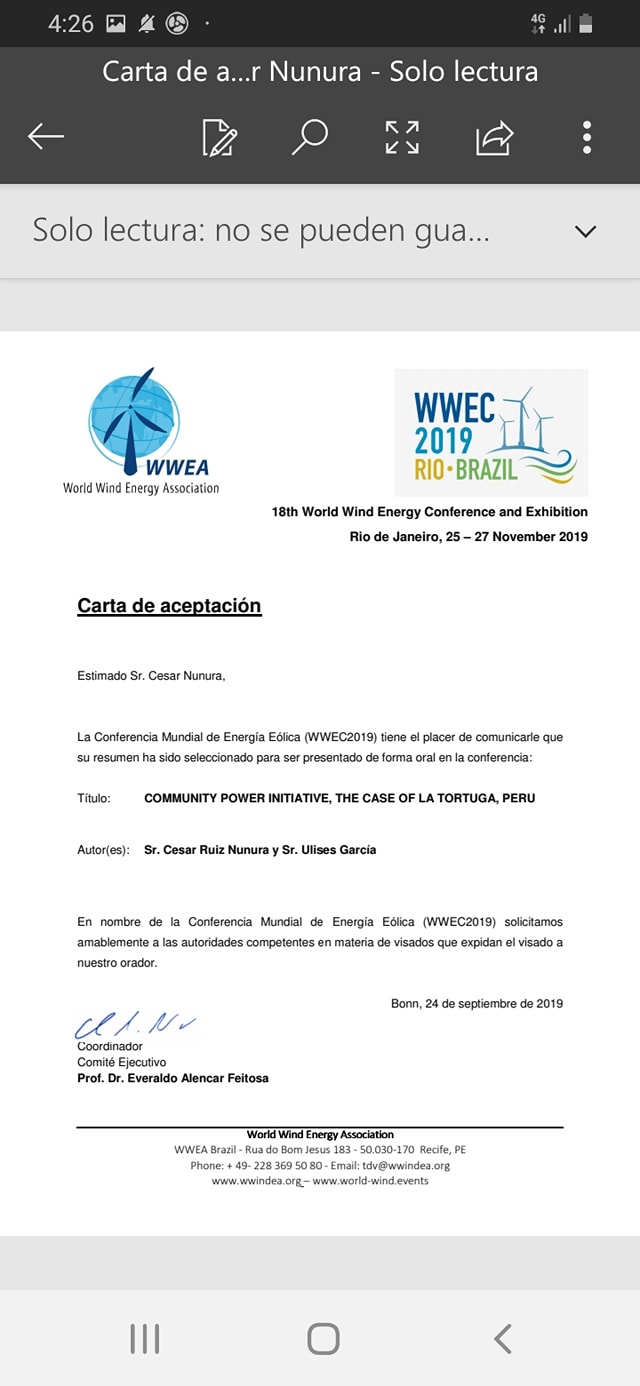 4:26
4G
Carta de a...r Nunura - Solo lectura
Solo lectura: no se pueden gua...
WWEA
World Wind Energy Association
WWEC
2019
RIO • BRAZIL
18th World Wind Energy Conference and Exhibition
Rio de Janeiro, 25 – 27 November 2019
Carta de aceptación
Estimado Sr. Cesar Nunura,
La Conferencia Mundial de Energía Eólica (WWEC2019) tiene el placer de comunicarle que
su resumen ha sido seleccionado para ser presentado de forma oral en la conferencia:
Título: COMMUNITY POWER INITIATIVE, THE CASE OF LA TORTUGA, PERU
Autor(es): Sr. Cesar Ruiz Nunura y Sr. Ulises García
En nombre de la Conferencia Mundial de Energía Eólica (WWEC2019) solicitamos
amablemente a las autoridades competentes en materia de visados que expidan el visado a
nuestro orador.
Bonn, 24 de septiembre de 2019
Coordinador
Comité Ejecutivo
Prof. Dr. Everaldo Alencar Feitosa
World Wind Energy Association
WWEA Brazil - Rua do Bom Jesus 183 - 50.030-170 Recife, PE
Phone: + 49- 228 369 50 80 - Email: tdv@wwindea.org
www.wwindea.org – www.world-wind.events